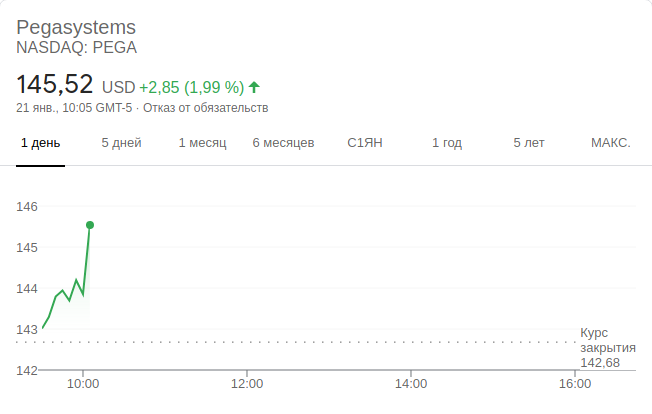 Pegasystems
NASDAQ: PEGA
145,52 USD +2,85 (1,99 %)
21 янв., 10:05 GMT-5 · Отказ от обязательств
1 день 5 дней 1 месяц 6 месяцев С1ЯН 1 год 5 лет МАКС.
146
145
144
143
Курс
закрытия
142,68
142
10:00 12:00 14:00 16:00